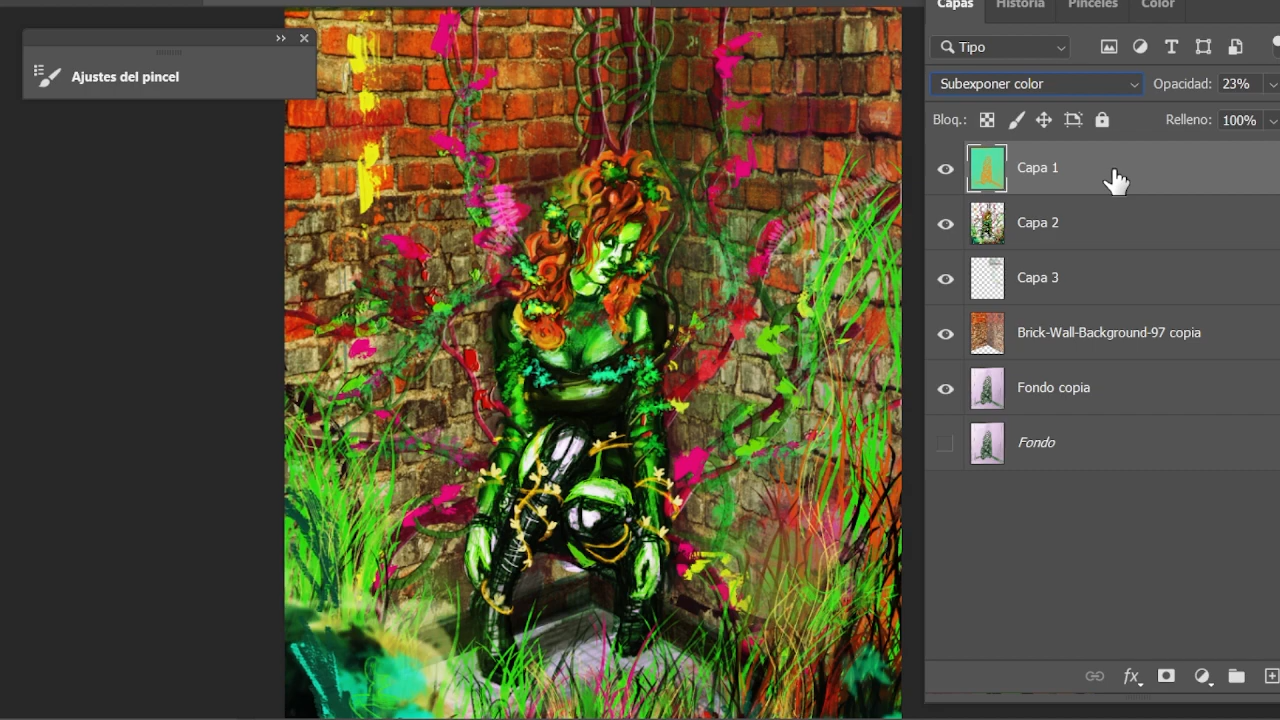 Capas Historia Pinceles Color
Ajustes del pincel
Tipo
Subexponer color Opacidad: 23%
Bloq.: Relleno: 100%
Capa 1
Capa 2
Capa 3
Brick-Wall-Background-97 copia
Fondo copia
Fondo
fx